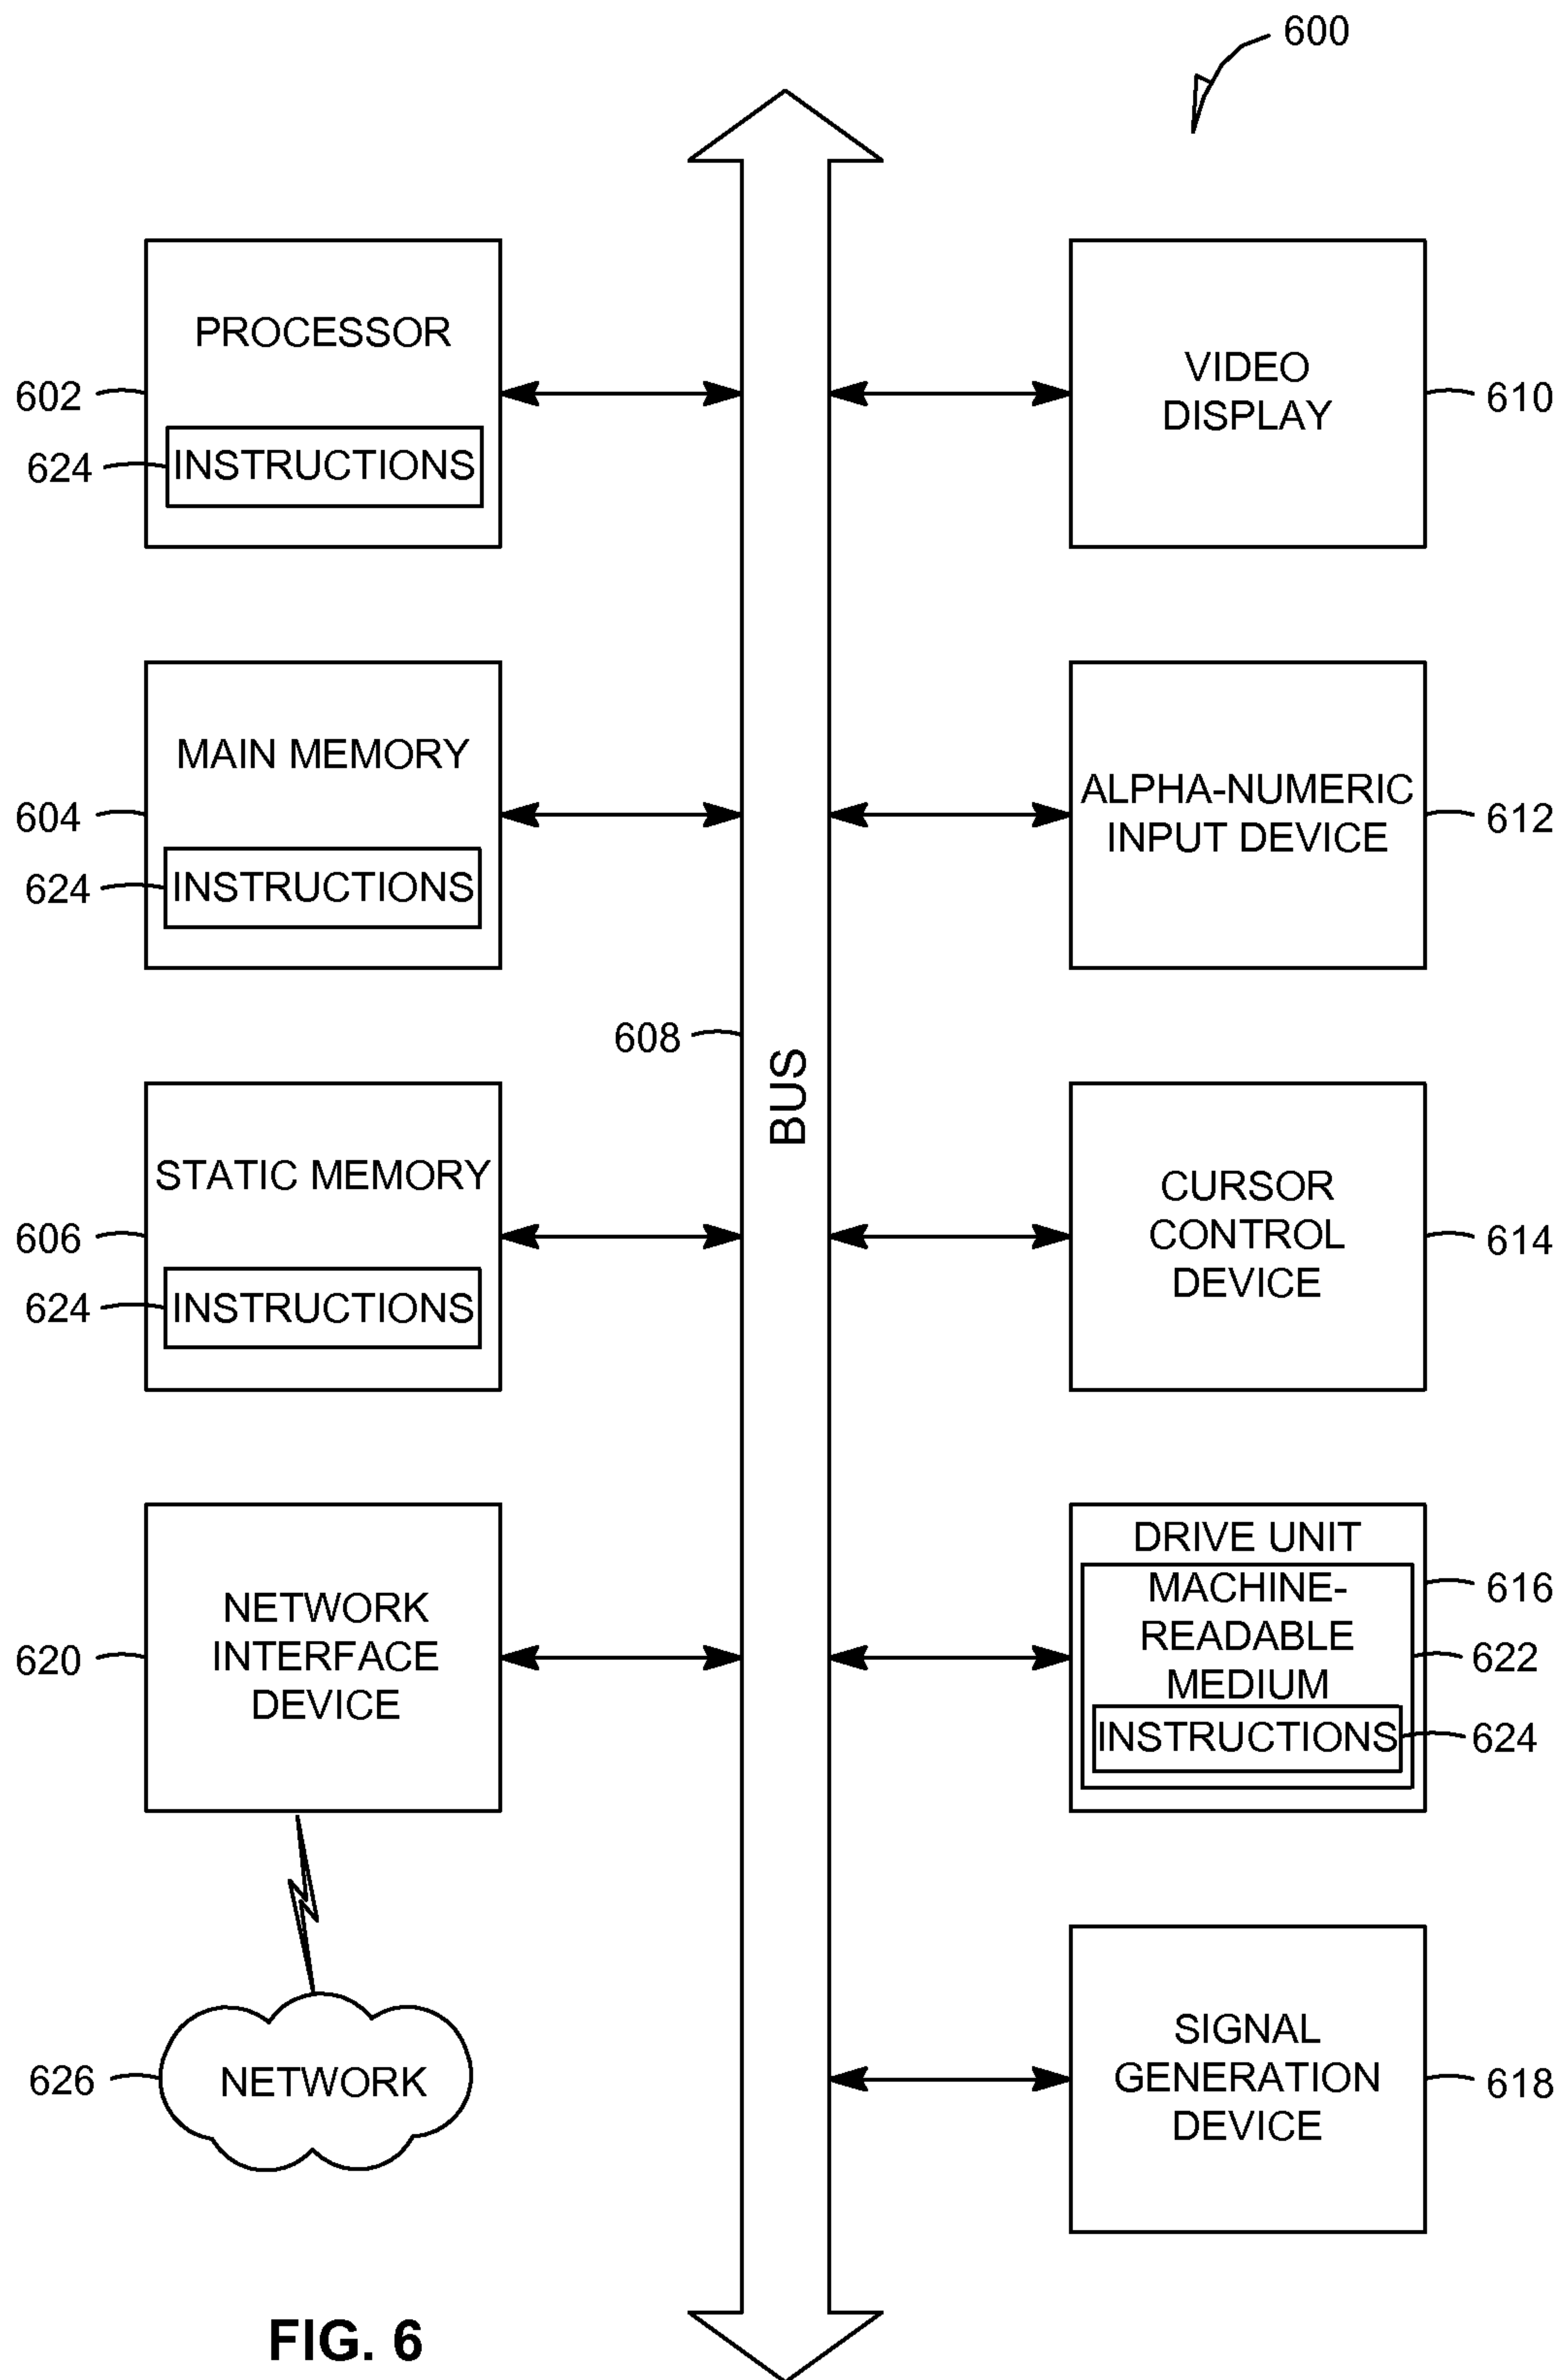 600
PROCESSOR
602
624
INSTRUCTIONS
VIDEO
DISPLAY
610
MAIN MEMORY
604
624
INSTRUCTIONS
ALPHA-NUMERIC
INPUT DEVICE
612
608
BUS
STATIC MEMORY
606
624
INSTRUCTIONS
CURSOR
CONTROL
DEVICE
614
NETWORK
INTERFACE
DEVICE
620
DRIVE UNIT
616
MACHINE-
READABLE
MEDIUM
622
INSTRUCTIONS
624
626
NETWORK
SIGNAL
GENERATION
DEVICE
618
FIG. 6